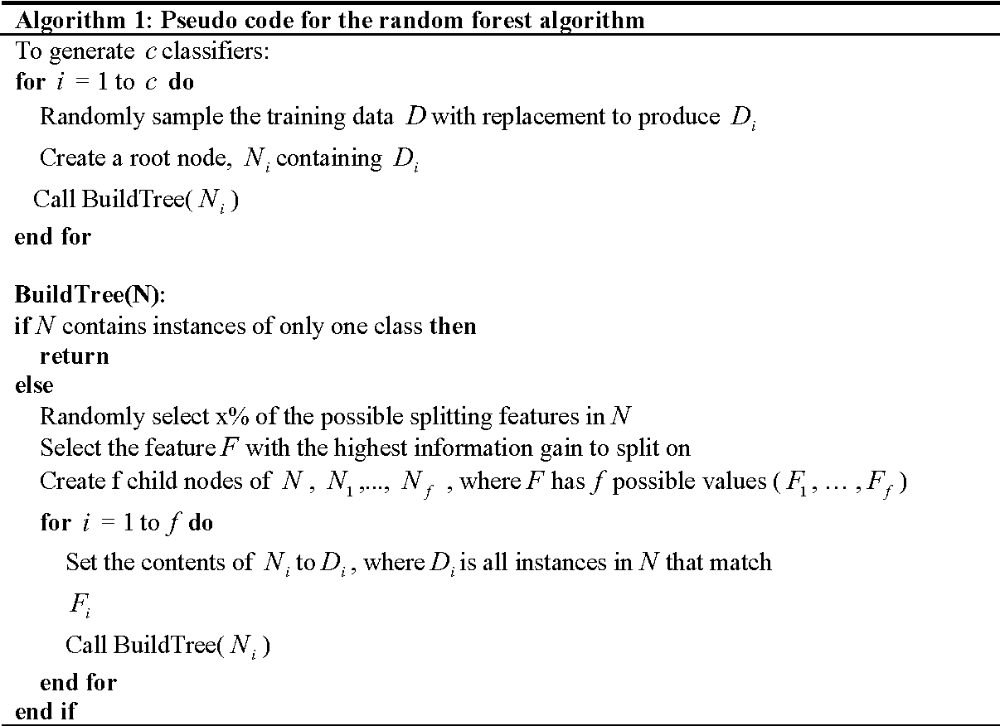 Algorithm 1: Pseudo code for the random forest algorithm
To generate c classifiers:
for i = 1 to c do
Randomly sample the training data D with replacement to produce D_i
Create a root node, N_i containing D_i
Call BuildTree( N_i )
end for
BuildTree(N):
if N contains instances of only one class then
return
else
Randomly select x% of the possible splitting features in N
Select the feature F with the highest information gain to split on
Create f child nodes of N , N_1 ,..., N_f , where F has f possible values ( F_1 , … , F_f )
for i = 1 to f do
Set the contents of N_i to D_i , where D_i is all instances in N that match
F_i
Call BuildTree( N_i )
end for
end if